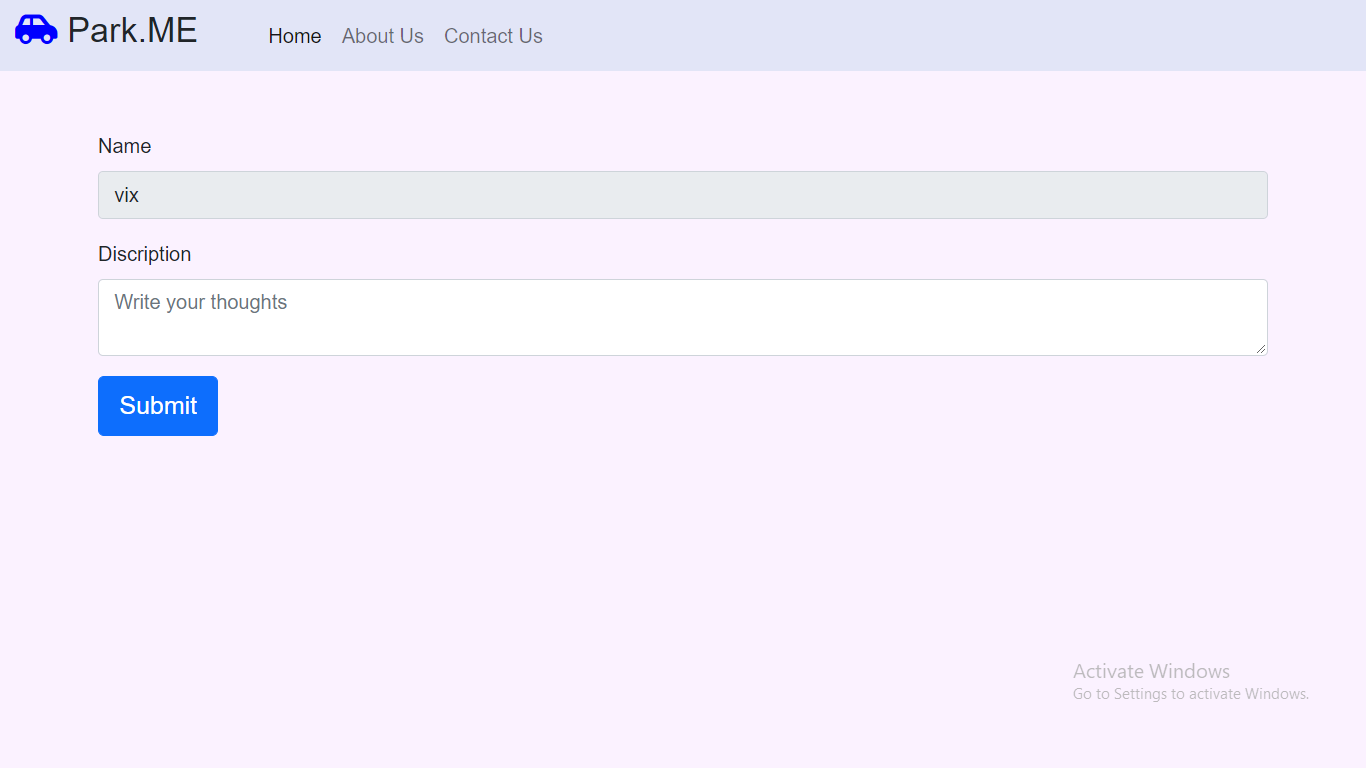 Park.ME Home About Us Contact Us
Name
vix
Discription
Write your thoughts
Submit
Activate Windows
Go to Settings to activate Windows.